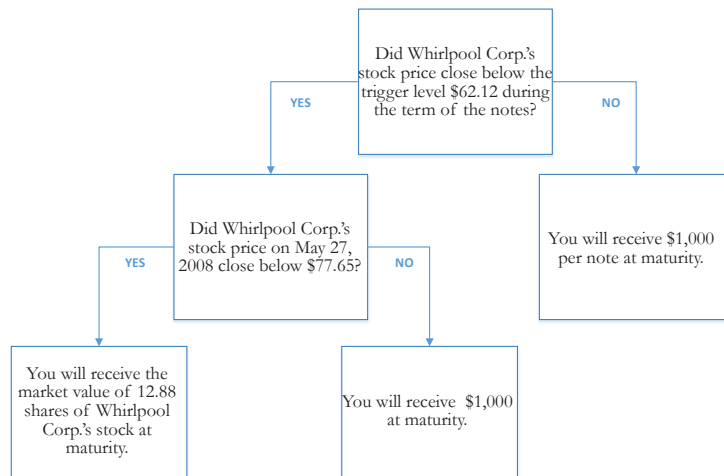 Did Whirlpool Corp.'s
stock price close below the
trigger level $62.12 during
the term of the notes?
YES
NO
Did Whirlpool Corp.'s
stock price on May 27,
2008 close below $77.65?
You will receive $1,000
per note at maturity.
YES
NO
You will receive the
market value of 12.88
shares of Whirlpool
Corp.'s stock at
maturity.
You will receive $1,000
at maturity.